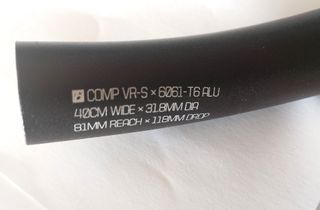 COMP VR-S × 6061-T6 ALU
40CM WIDE × 31.8MM DIA
81MM REACH × 118MM DROP